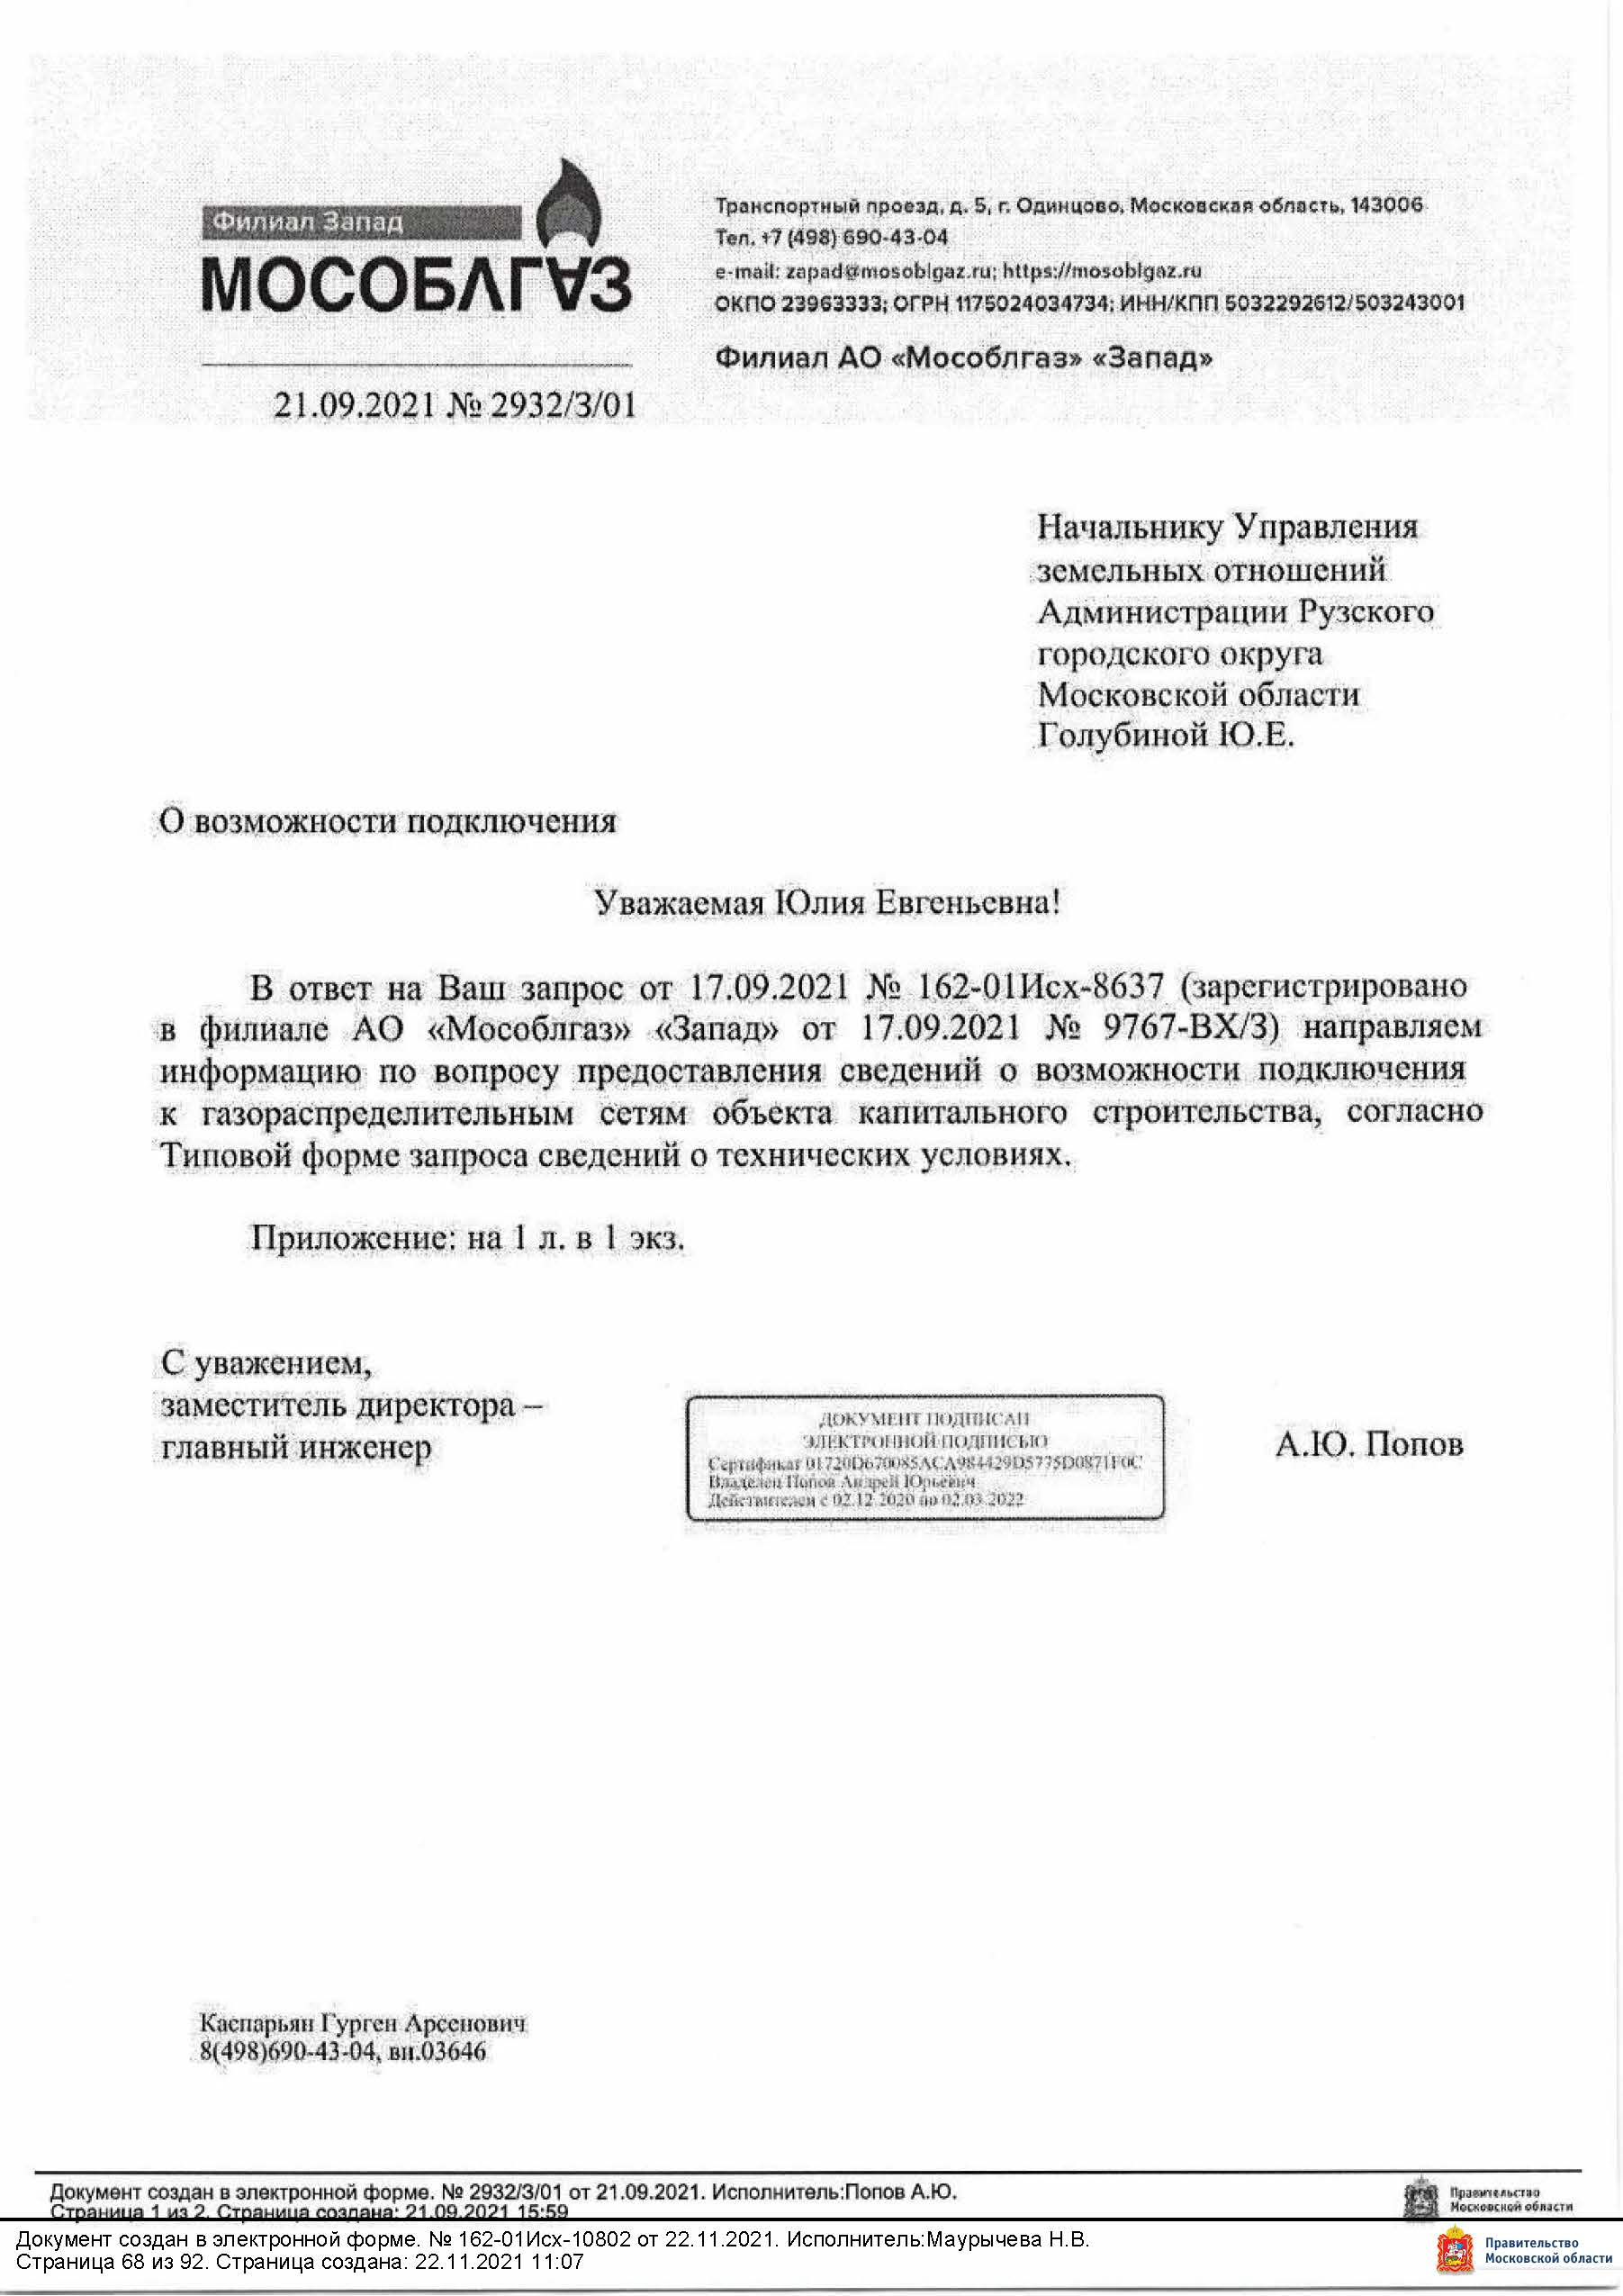 Филиал Запад
МОСОБЛГАЗ
Транспортный проезд, д. 5, г. Одинцово, Московская область, 143006
Тел. +7 (498) 690-43-04
e-mail: zapad@mosoblgaz.ru; https://mosoblgaz.ru
ОКПО 23963333; ОГРН 1175024034734; ИНН/КПП 5032292612/503243001
Филиал АО «Мособлгаз» «Запад»
21.09.2021 № 2932/3/01
Начальнику Управления
земельных отношений
Администрации Рузского
городского округа
Московской области
Голубиной Ю.Е.
О возможности подключения
Уважаемая Юлия Евгеньевна!
В ответ на Ваш запрос от 17.09.2021 № 162-01Исх-8637 (зарегистрировано
в филиале АО «Мособлгаз» «Запад» от 17.09.2021 № 9767-ВХ/3) направляем
информацию по вопросу предоставления сведений о возможности подключения
к газораспределительным сетям объекта капитального строительства, согласно
Типовой форме запроса сведений о технических условиях.
Приложение: на 1 л. в 1 экз.
С уважением,
заместитель директора –
главный инженер
ДОКУМЕНТ ПОДПИСАН
ЭЛЕКТРОННОЙ ПОДПИСЬЮ
Сертификат 01720D670085ACA984429D5775D0871F0C
Владелец Попов Андрей Юрьевич
Действителен с 02.12.2020 по 02.03.2022
А.Ю. Попов
Каспарьян Гурген Арсенович
8(498)690-43-04, вн.03646
Документ создан в электронной форме. № 2932/3/01 от 21.09.2021. Исполнитель:Попов А.Ю.
Страница 1 из 2. Страница создана: 21.09.2021 15:59
Правительство
Московской области
Документ создан в электронной форме. № 162-01Исх-10802 от 22.11.2021. Исполнитель:Маурычева Н.В.
Страница 68 из 92. Страница создана: 22.11.2021 11:07
Правительство
Московской области